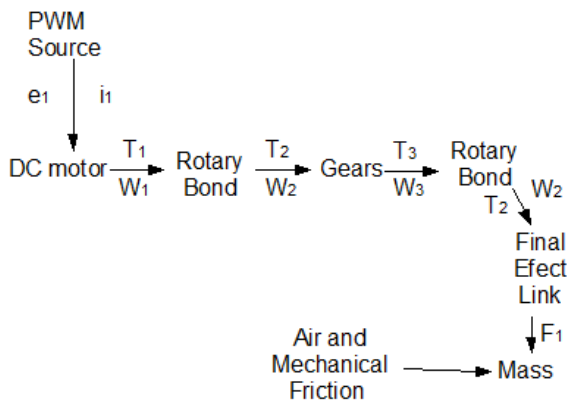 PWM
Source
e1 i1
DC motor
T1
W1
Rotary
Bond
T2
W2
Gears
T3
W3
Rotary
Bond
T2
W2
Final
Efect
Link
F1
Air and
Mechanical
Friction
Mass